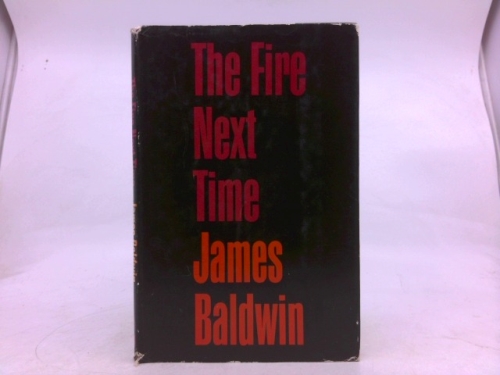 The Fire
Next
Time
James
Baldwin